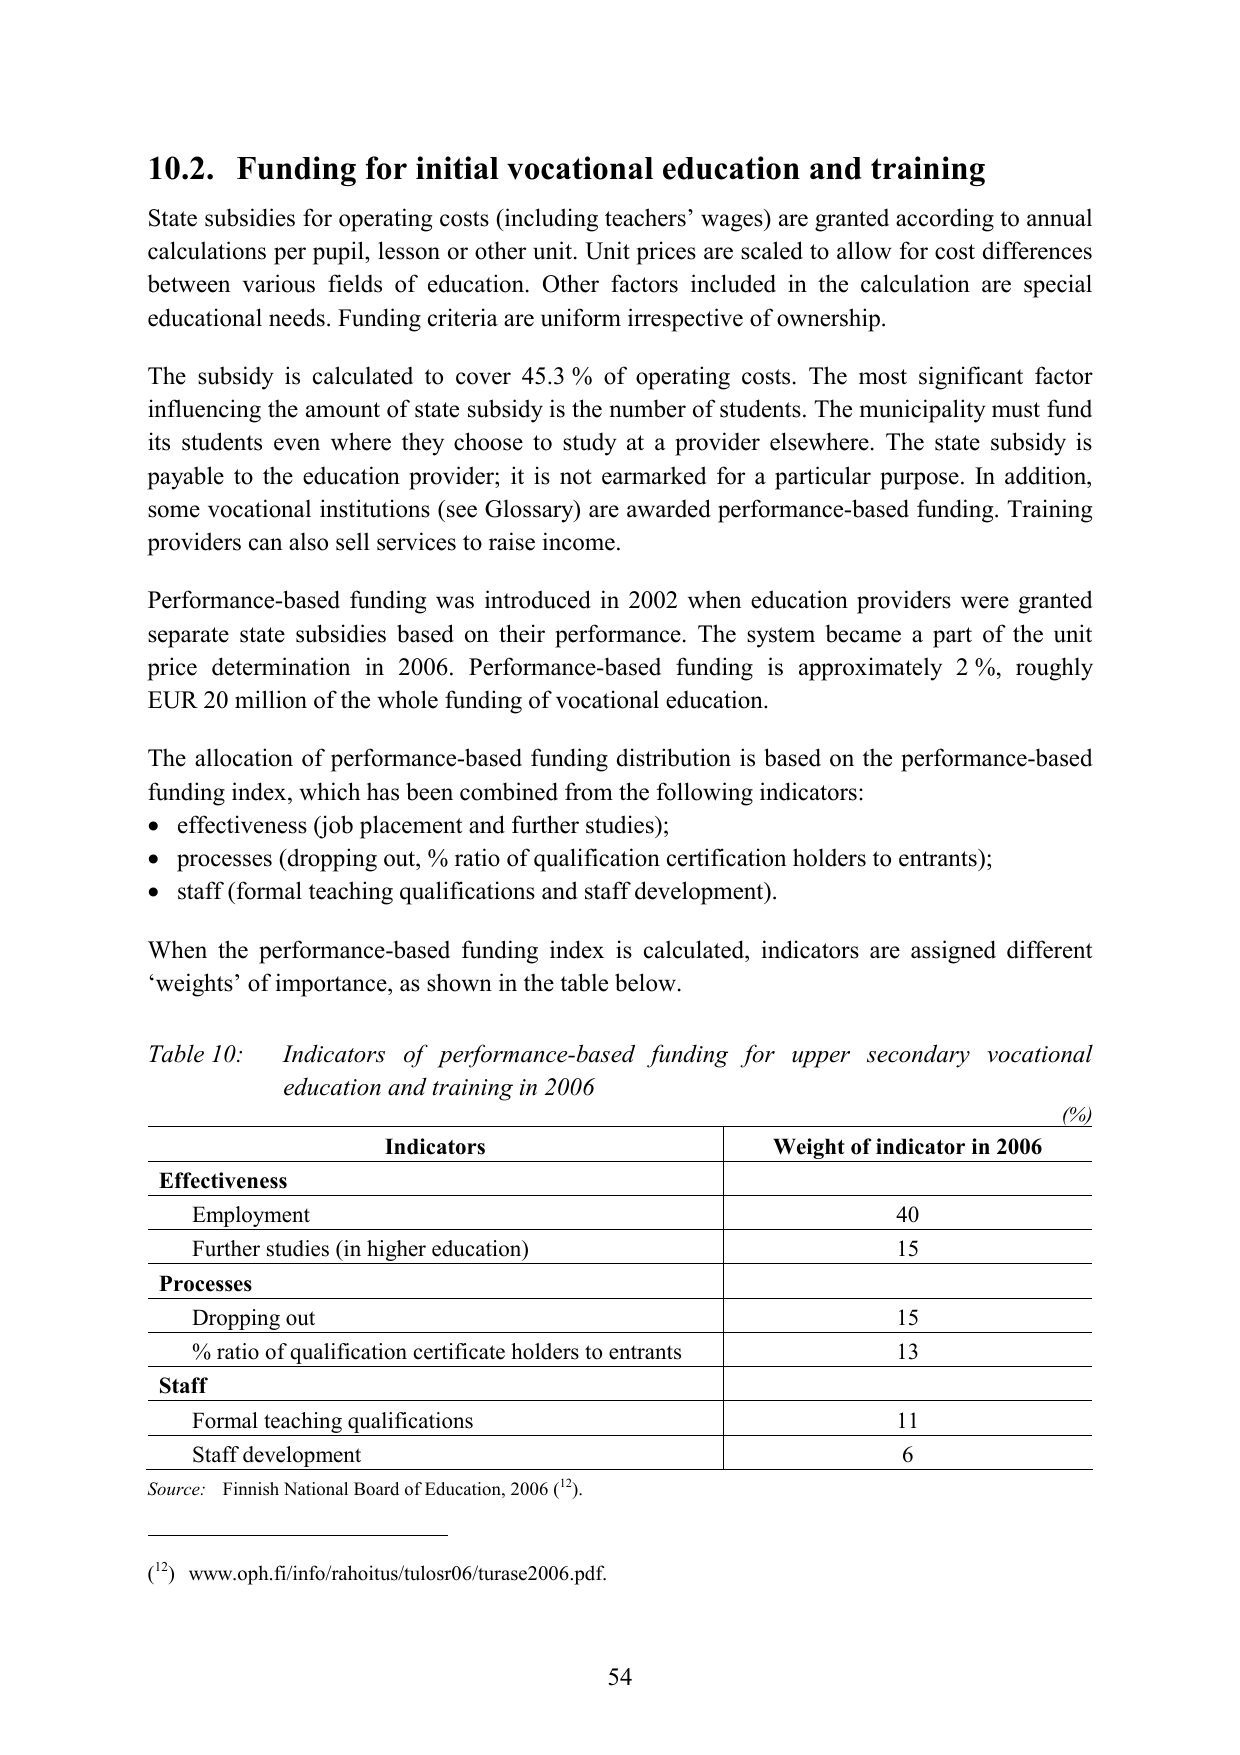 10.2. Funding for initial vocational education and training
State subsidies for operating costs (including teachers’ wages) are granted according to annual
calculations per pupil, lesson or other unit. Unit prices are scaled to allow for cost differences
between various fields of education. Other factors included in the calculation are special
educational needs. Funding criteria are uniform irrespective of ownership.
The subsidy is calculated to cover 45.3 % of operating costs. The most significant factor
influencing the amount of state subsidy is the number of students. The municipality must fund
its students even where they choose to study at a provider elsewhere. The state subsidy is
payable to the education provider; it is not earmarked for a particular purpose. In addition,
some vocational institutions (see Glossary) are awarded performance-based funding. Training
providers can also sell services to raise income.
Performance-based funding was introduced in 2002 when education providers were granted
separate state subsidies based on their performance. The system became a part of the unit
price determination in 2006. Performance-based funding is approximately 2 %, roughly
EUR 20 million of the whole funding of vocational education.
The allocation of performance-based funding distribution is based on the performance-based
funding index, which has been combined from the following indicators:
• effectiveness (job placement and further studies);
• processes (dropping out, % ratio of qualification certification holders to entrants);
• staff (formal teaching qualifications and staff development).
When the performance-based funding index is calculated, indicators are assigned different
‘weights’ of importance, as shown in the table below.
Table 10: Indicators of performance-based funding for upper secondary vocational
education and training in 2006
(%)
Indicators Weight of indicator in 2006
Effectiveness
Employment 40
Further studies (in higher education) 15
Processes
Dropping out 15
% ratio of qualification certificate holders to entrants 13
Staff
Formal teaching qualifications 11
Staff development 6
Source: Finnish National Board of Education, 2006 (12).
(12) www.oph.fi/info/rahoitus/tulosr06/turase2006.pdf.
54